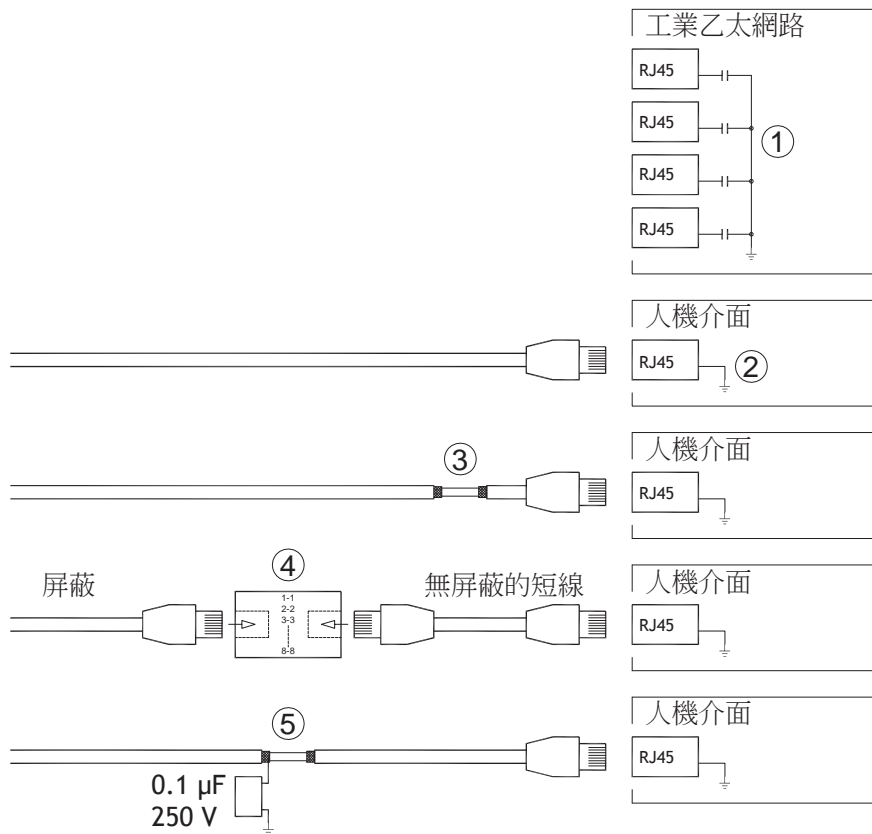 工業乙太網路
RJ45
RJ45
①
RJ45
RJ45
人機介面
RJ45
②
人機介面
③
RJ45
人機介面
④
屏蔽
無屏蔽的短線
1-1
2-2
3-3
8-8
RJ45
人機介面
⑤
RJ45
0.1 µF
250 V